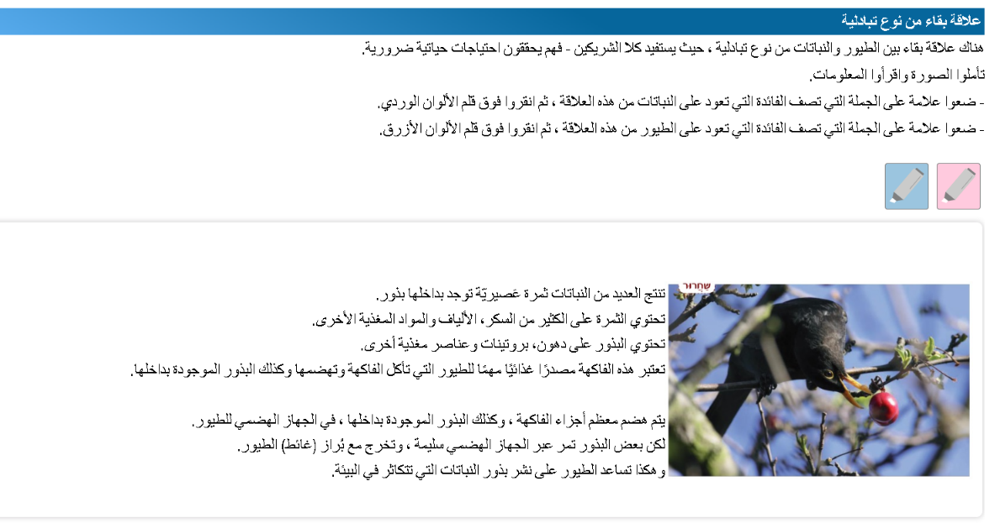 علاقة بقاء من نوع تبادلية
هناك علاقة بقاء بين الطيور والنباتات من نوع تبادلية ، حيث يستفيد كلا الشريكين - فهم يحققون احتياجات حياتية ضرورية.
تأملوا الصورة واقرأوا المعلومات.
- ضعوا علامة على الجملة التي تصف الفائدة التي تعود على النباتات من هذه العلاقة ، ثم انقروا فوق قلم الألوان الوردي.
- ضعوا علامة على الجملة التي تصف الفائدة التي تعود على الطيور من هذه العلاقة ، ثم انقروا فوق قلم الألوان الأزرق.
שַׁחֲרוּר
تنتج العديد من النباتات ثمرة عَصيريّة توجد بداخلها بذور.
تحتوي الثمرة على الكثير من السكر، الألياف والمواد المغذية الأخرى.
تحتوي البذور على دهون، بروتينات وعناصر مغذية أخرى.
تعتبر هذه الفاكهة مصدرًا غذائيًا مهمًا للطيور التي تأكل الفاكهة وتهضمها وكذلك البذور الموجودة بداخلها.
يتم هضم معظم أجزاء الفاكهة ، وكذلك البذور الموجودة بداخلها ، في الجهاز الهضمي للطيور.
لكن بعض البذور تمر عبر الجهاز الهضمي سليمة ، وتخرج مع بُراز (غائط) الطيور.
وهكذا تساعد الطيور على نشر بذور النباتات التي تتكاثر في البيئة.